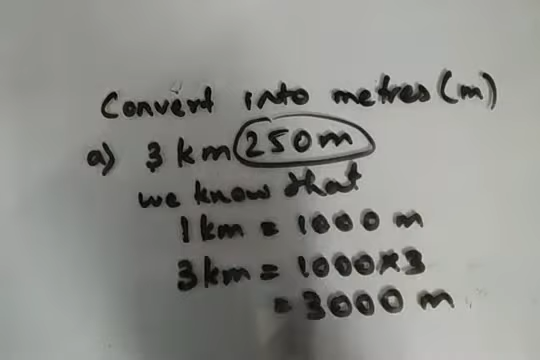 Convert into metres (m)
a) 3 km 250 m
we know that
1 km = 1000 m
3 km = 1000 × 3
= 3000 m